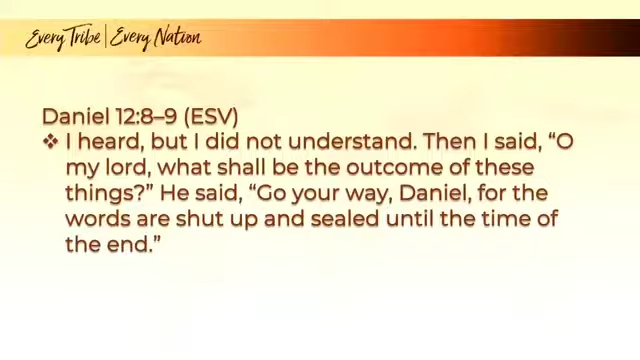 Every Tribe | Every Nation
Daniel 12:8–9 (ESV)
❖ I heard, but I did not understand. Then I said, “O
my lord, what shall be the outcome of these
things?” He said, “Go your way, Daniel, for the
words are shut up and sealed until the time of
the end.”